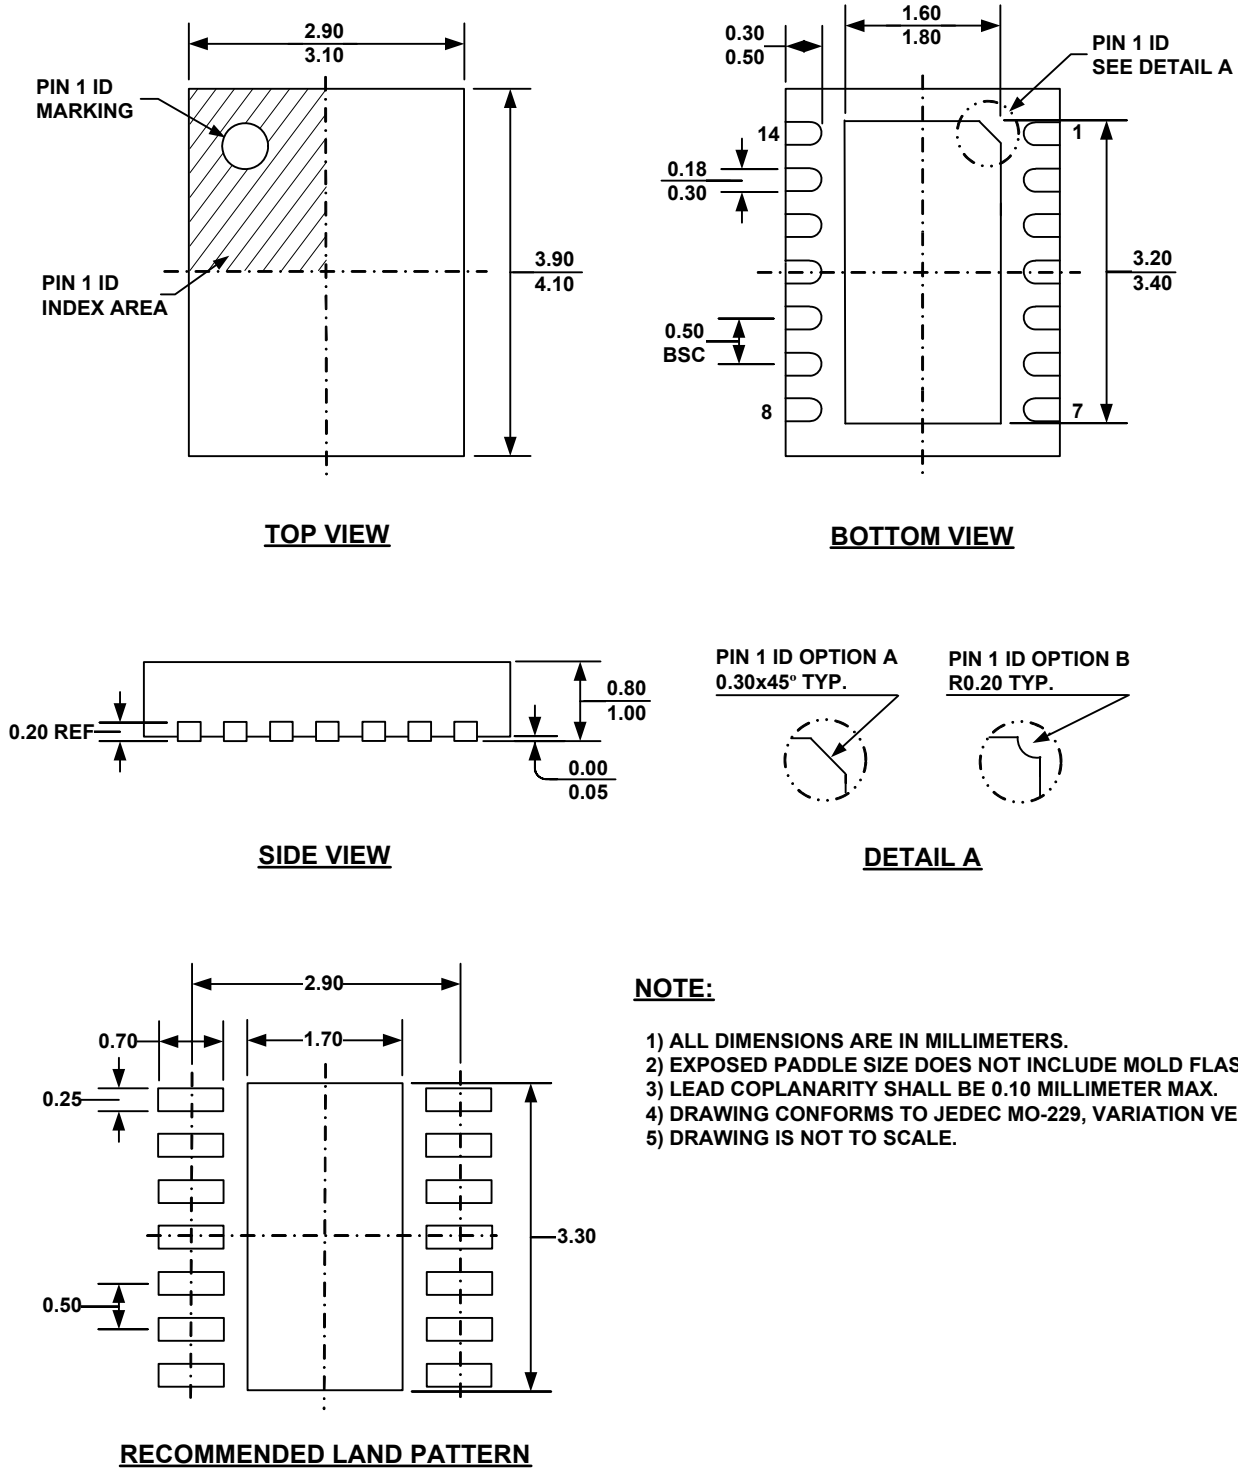 2.90
3.10
PIN 1 ID
MARKING
PIN 1 ID
INDEX AREA
3.90
4.10
TOP VIEW
0.30
0.50
1.60
1.80
PIN 1 ID
SEE DETAIL A
14
1
0.18
0.30
3.20
3.40
0.50
BSC
8
7
BOTTOM VIEW
0.20 REF
0.80
1.00
0.00
0.05
SIDE VIEW
PIN 1 ID OPTION A
0.30x45º TYP.
PIN 1 ID OPTION B
R0.20 TYP.
DETAIL A
2.90
0.70
1.70
0.25
3.30
0.50
RECOMMENDED LAND PATTERN
NOTE:
1) ALL DIMENSIONS ARE IN MILLIMETERS.
2) EXPOSED PADDLE SIZE DOES NOT INCLUDE MOLD
3) LEAD COPLANARITY SHALL BE 0.10 MILLIMETER MAX.
4) DRAWING CONFORMS TO JEDEC MO-229, VARIATION
5) DRAWING IS NOT TO SCALE.